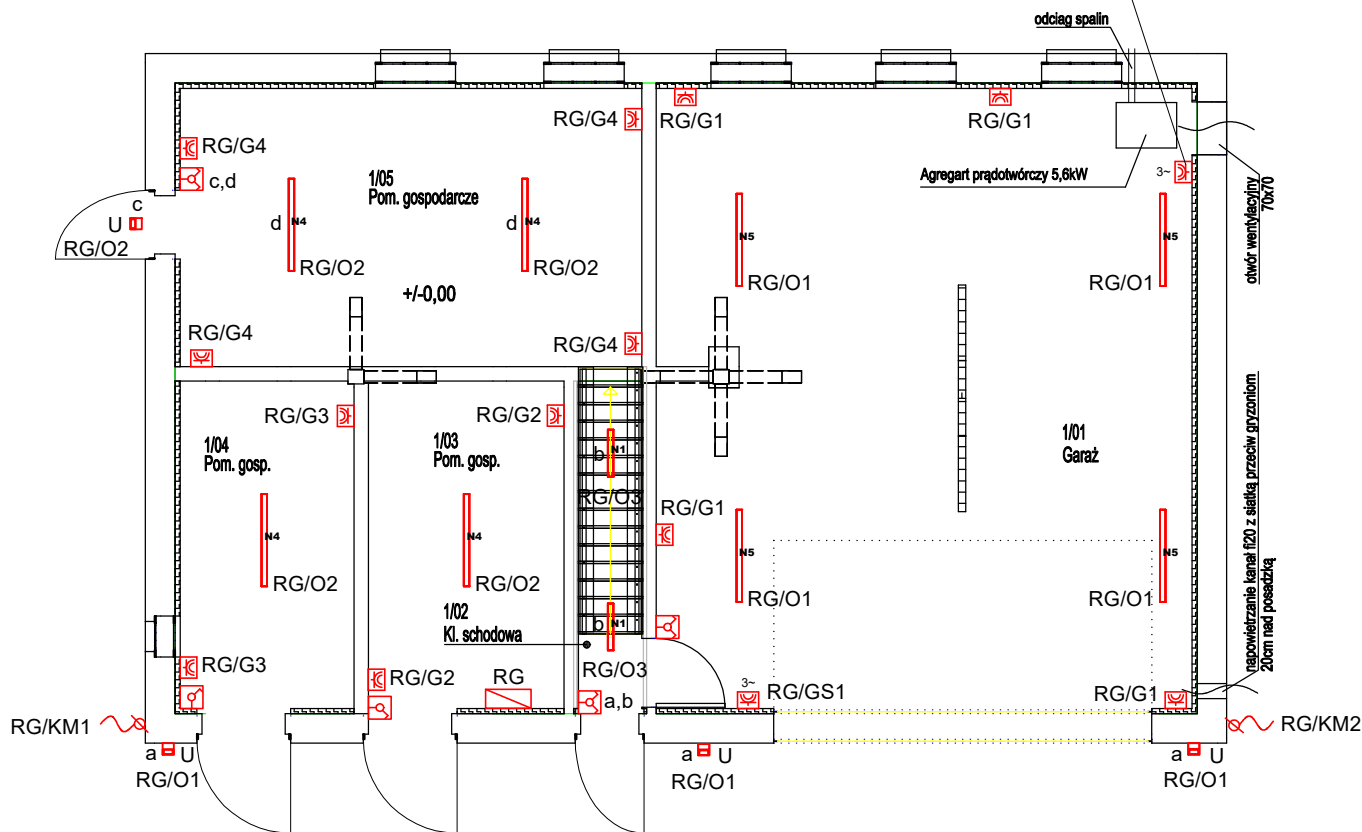 odciąg spalin
RG/G4
RG/G1
RG/G1
RG/G4
c,d
1/05
Pom. gospodarcze
Agregart prądotwórczy 5,6kW
3~
otwór wentylacyjny
70x70
c
U
RG/O2
d
N4
RG/O2
d
N4
RG/O2
N5
RG/O1
N5
RG/O1
+/-0,00
RG/G4
RG/G4
RG/G3
RG/G2
1/04
Pom. gosp.
1/03
Pom. gosp.
b
N1
RG/O3
1/01
Garaż
RG/G1
N4
RG/O2
N4
RG/O2
N5
RG/O1
N5
RG/O1
napowietrzanie kanał fi20 z siatką przeciw gryzoniom
20cm nad posadzką
1/02
Kl. schodowa
b
N1
RG/O3
RG/G3
RG/G2
RG
a,b
3~
RG/GS1
RG/G1
RG/KM1
RG/KM2
a
U
RG/O1
a
U
RG/O1
a
U
RG/O1